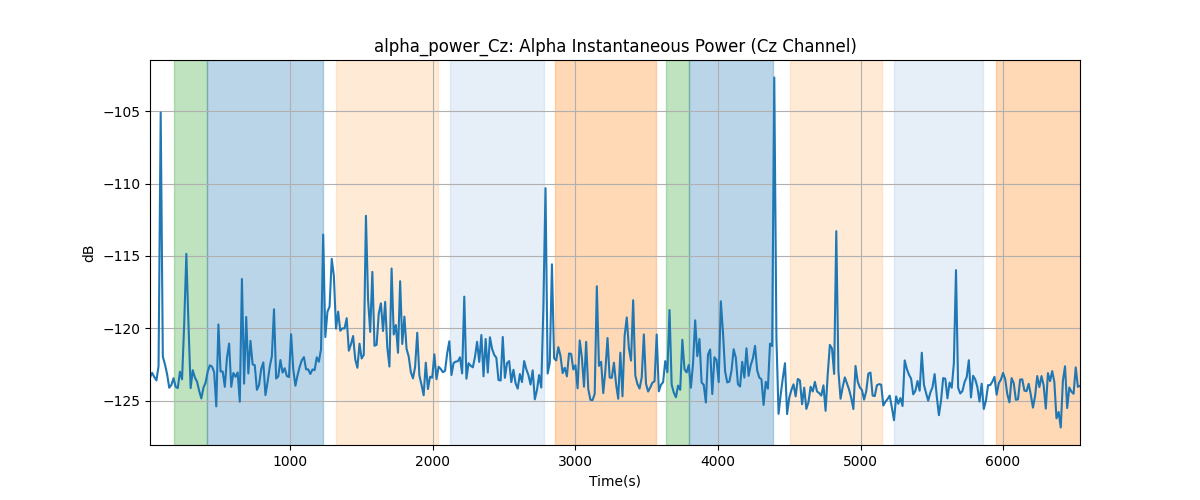 alpha_power_Cz: Alpha Instantaneous Power (Cz Channel)
−105
−110
−115
−120
−125
dB
1000 2000 3000 4000 5000 6000
Time(s)